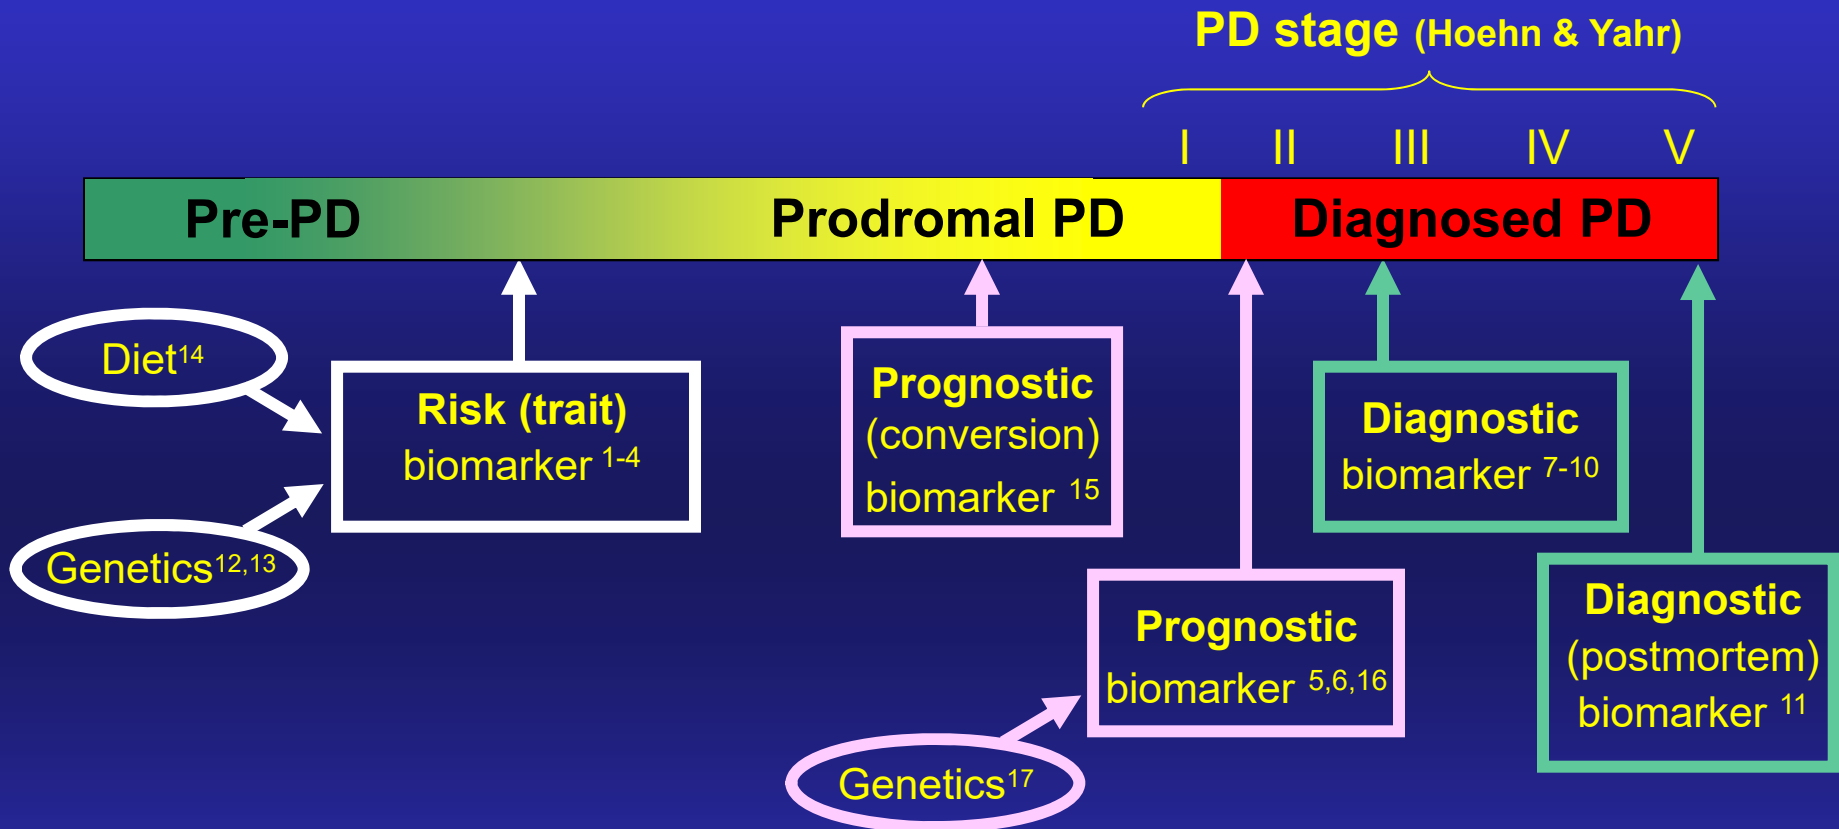 PD stage (Hoehn & Yahr)
I II III IV V
Pre-PD Prodromal PD Diagnosed PD
Diet14
Genetics12,13
Risk (trait)
biomarker 1-4
Prognostic
(conversion)
biomarker 15
Prognostic
biomarker 5,6,16
Genetics17
Diagnostic
biomarker 7-10
Diagnostic
(postmortem)
biomarker 11